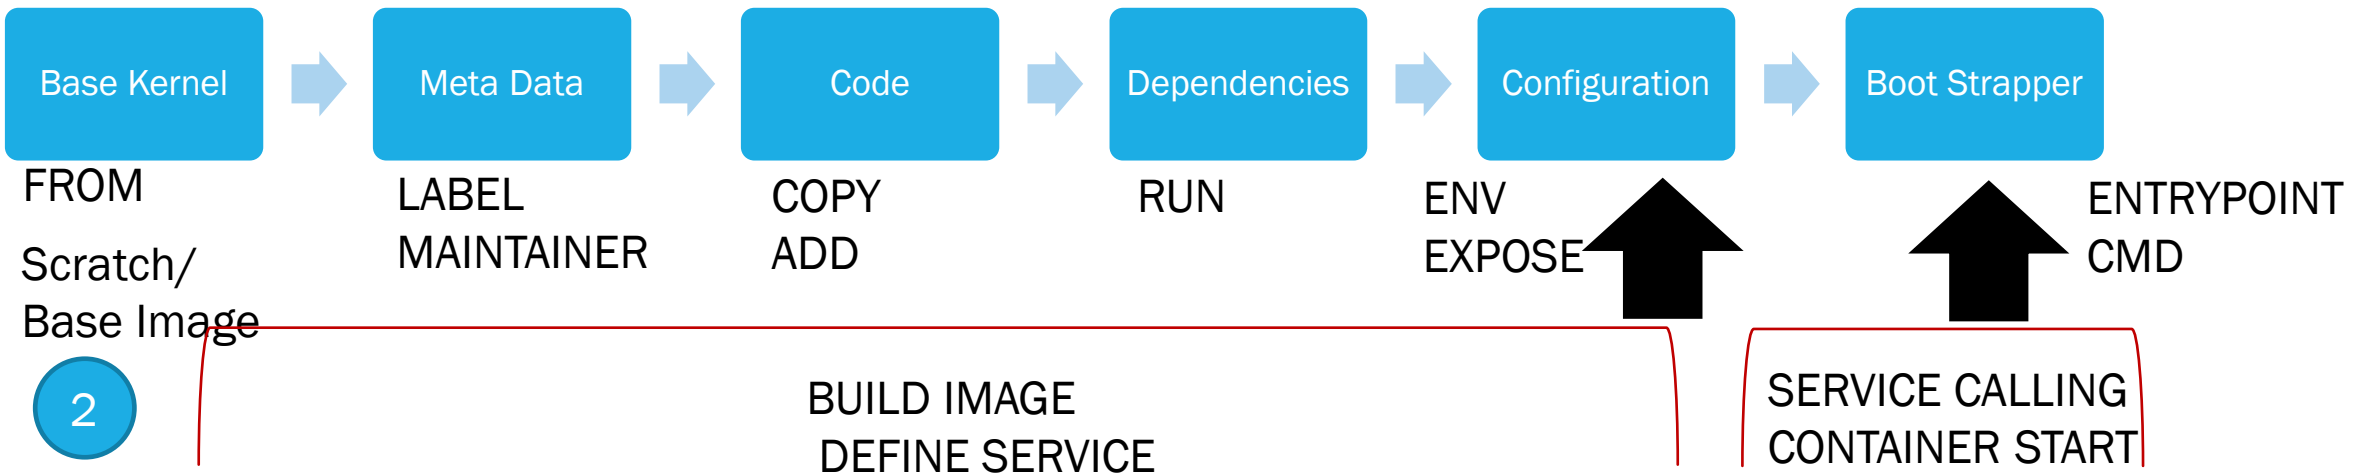 Base Kernel
Meta Data
Code
Dependencies
Configuration
Boot Strapper
FROM
Scratch/
Base Image
LABEL
MAINTAINER
COPY
ADD
RUN
ENV
EXPOSE
ENTRYPOINT
CMD
2
BUILD IMAGE
DEFINE SERVICE
SERVICE CALLING
CONTAINER START